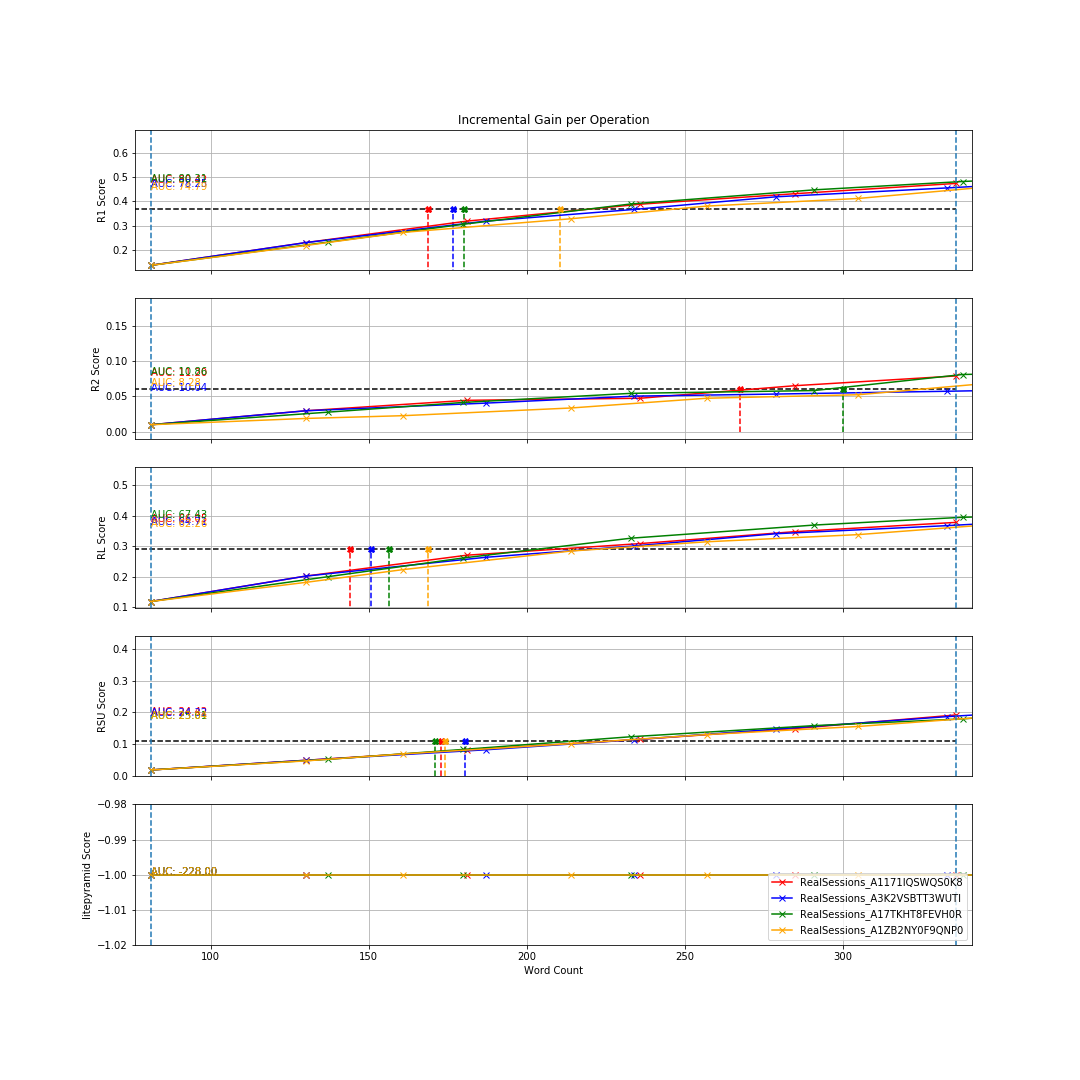 Incremental Gain per Operation
0.6
0.5
0.4
0.3
0.2
R1 Score
AUC:
0.15
0.10
0.05
0.00
R2 Score
AUC:
AUC: 10.04
0.5
0.4
0.3
0.2
0.1
RL Score
AUC: 67.43
0.4
0.3
0.2
0.1
0.0
RSU Score
AUC:
−0.98
−0.99
−1.00
−1.01
−1.02
litepyramid Score
AUC: -228.00
RealSessions_A1171IQSWQS0K8
RealSessions_A3K2VSBTT3WUTI
RealSessions_A17TKHT8FEVH0R
RealSessions_A1ZB2NY0F9QNP0
100
150
200
250
300
Word Count